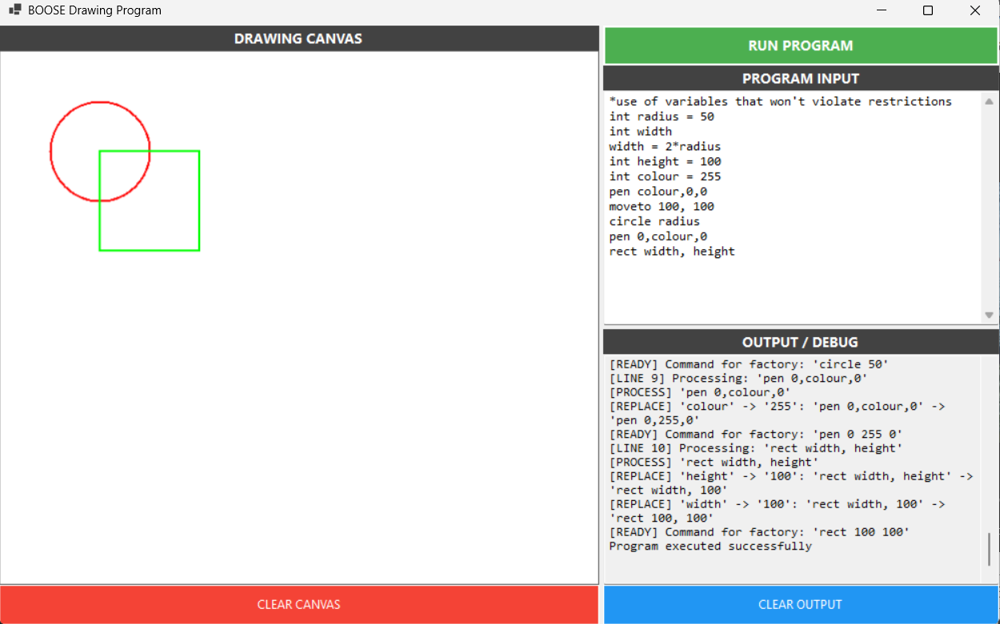 BOOSE Drawing Program
DRAWING CANVAS
RUN PROGRAM
PROGRAM INPUT
*use of variables that won't violate restrictions
int radius = 50
int width
width = 2*radius
int height = 100
int colour = 255
pen colour,0,0
moveto 100, 100
circle radius
pen 0,colour,0
rect width, height
OUTPUT / DEBUG
[READY] Command for factory: 'circle 50'
[LINE 9] Processing: 'pen 0,colour,0'
[PROCESS] 'pen 0,colour,0'
[REPLACE] 'colour' -> '255': 'pen 0,colour,0' ->
'pen 0,255,0'
[READY] Command for factory: 'pen 0 255 0'
[LINE 10] Processing: 'rect width, height'
[PROCESS] 'rect width, height'
[REPLACE] 'height' -> '100': 'rect width, height' ->
'rect width, 100'
[REPLACE] 'width' -> '100': 'rect width, 100' ->
'rect 100, 100'
[READY] Command for factory: 'rect 100 100'
Program executed successfully
CLEAR CANVAS
CLEAR OUTPUT